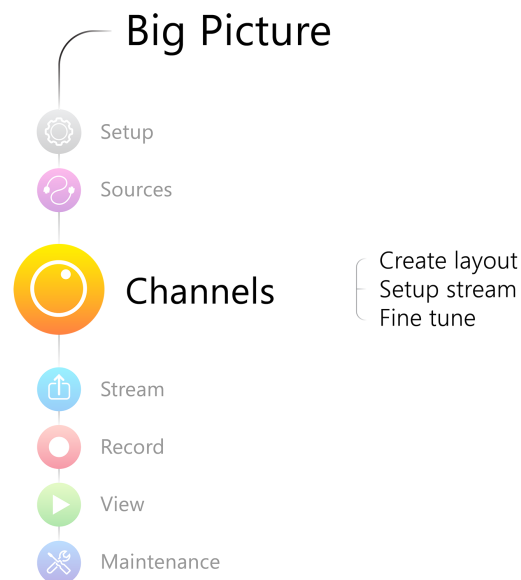 Big Picture
Setup
Sources
Channels
Create layout
Setup stream
Fine tune
Stream
Record
View
Maintenance